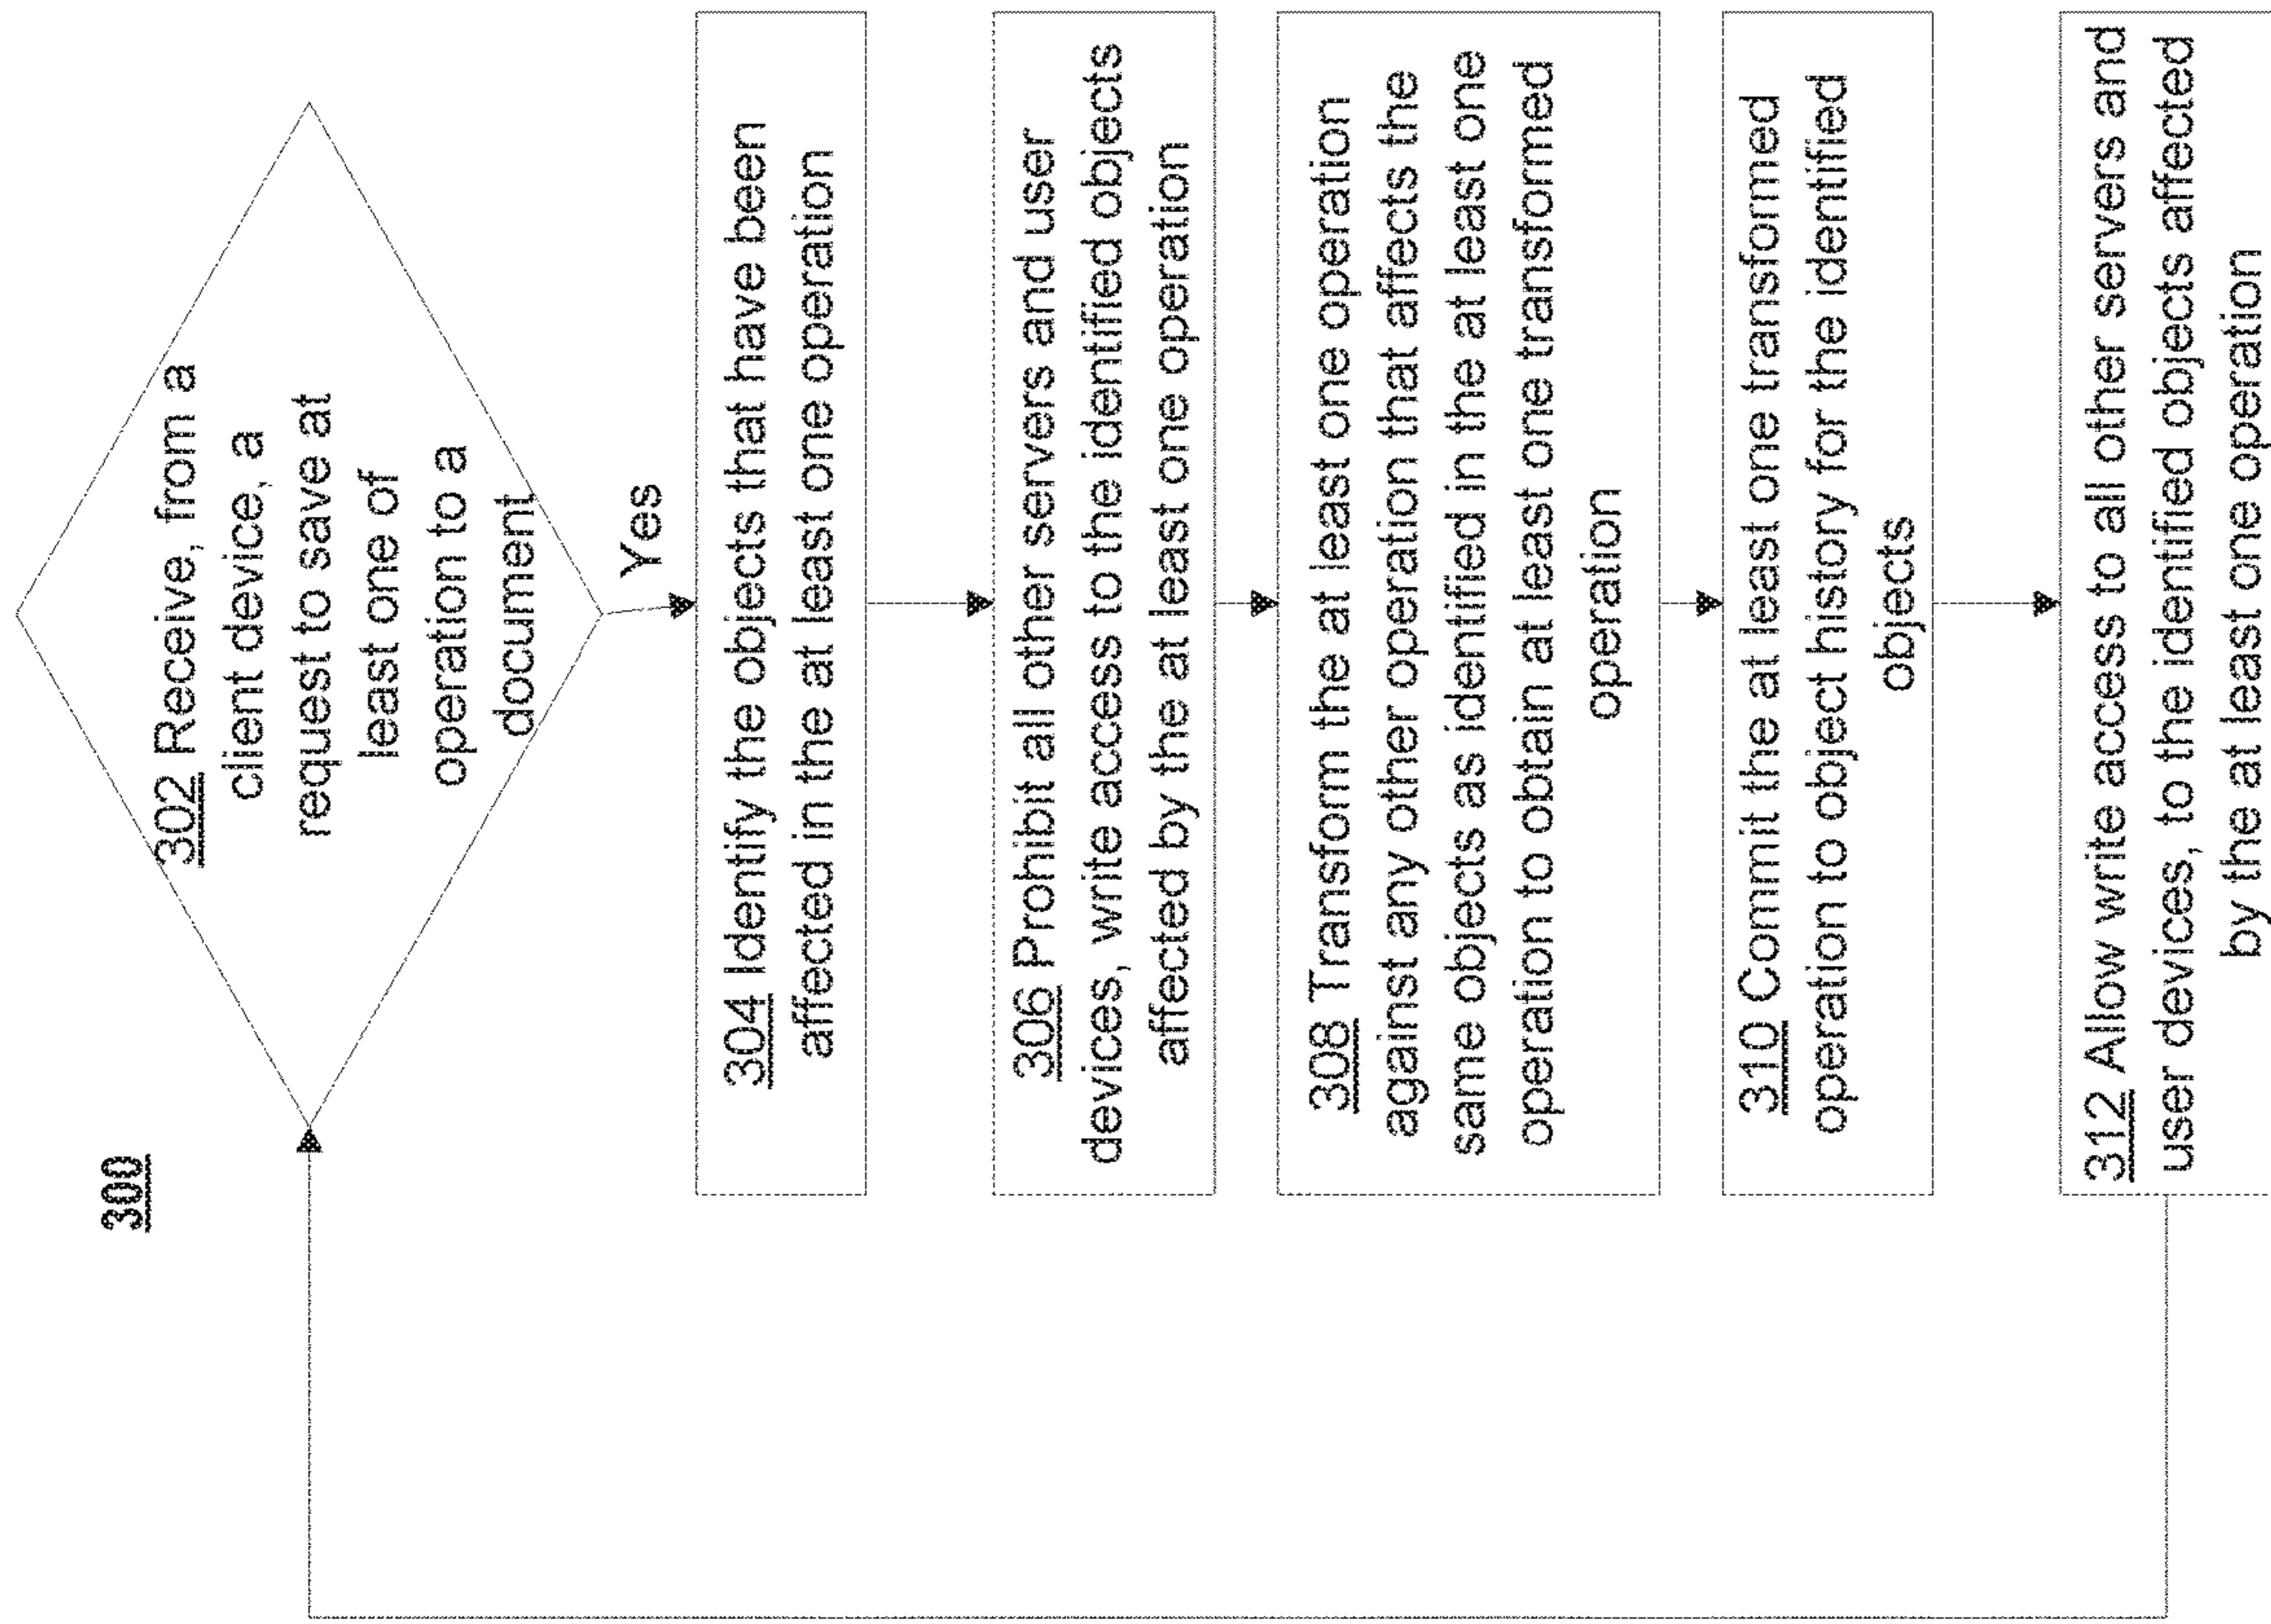 300
302 Receive, from a
client device, a
request to save at
least one of
operation to a
document
Yes
304 Identify the objects that have been
affected in the at least one operation
306 Prohibit all other servers and user
devices, write access to the identified objects
affected by the at least one operation
308 Transform the at least one operation
against any other operation that affects the
same objects as identified in the at least one
operation to obtain at least one transformed
operation
310 Commit the at least one transformed
operation to object history for the identified
objects
312 Allow write access to all other servers and
user devices, to the identified objects affected
by the at least one operation